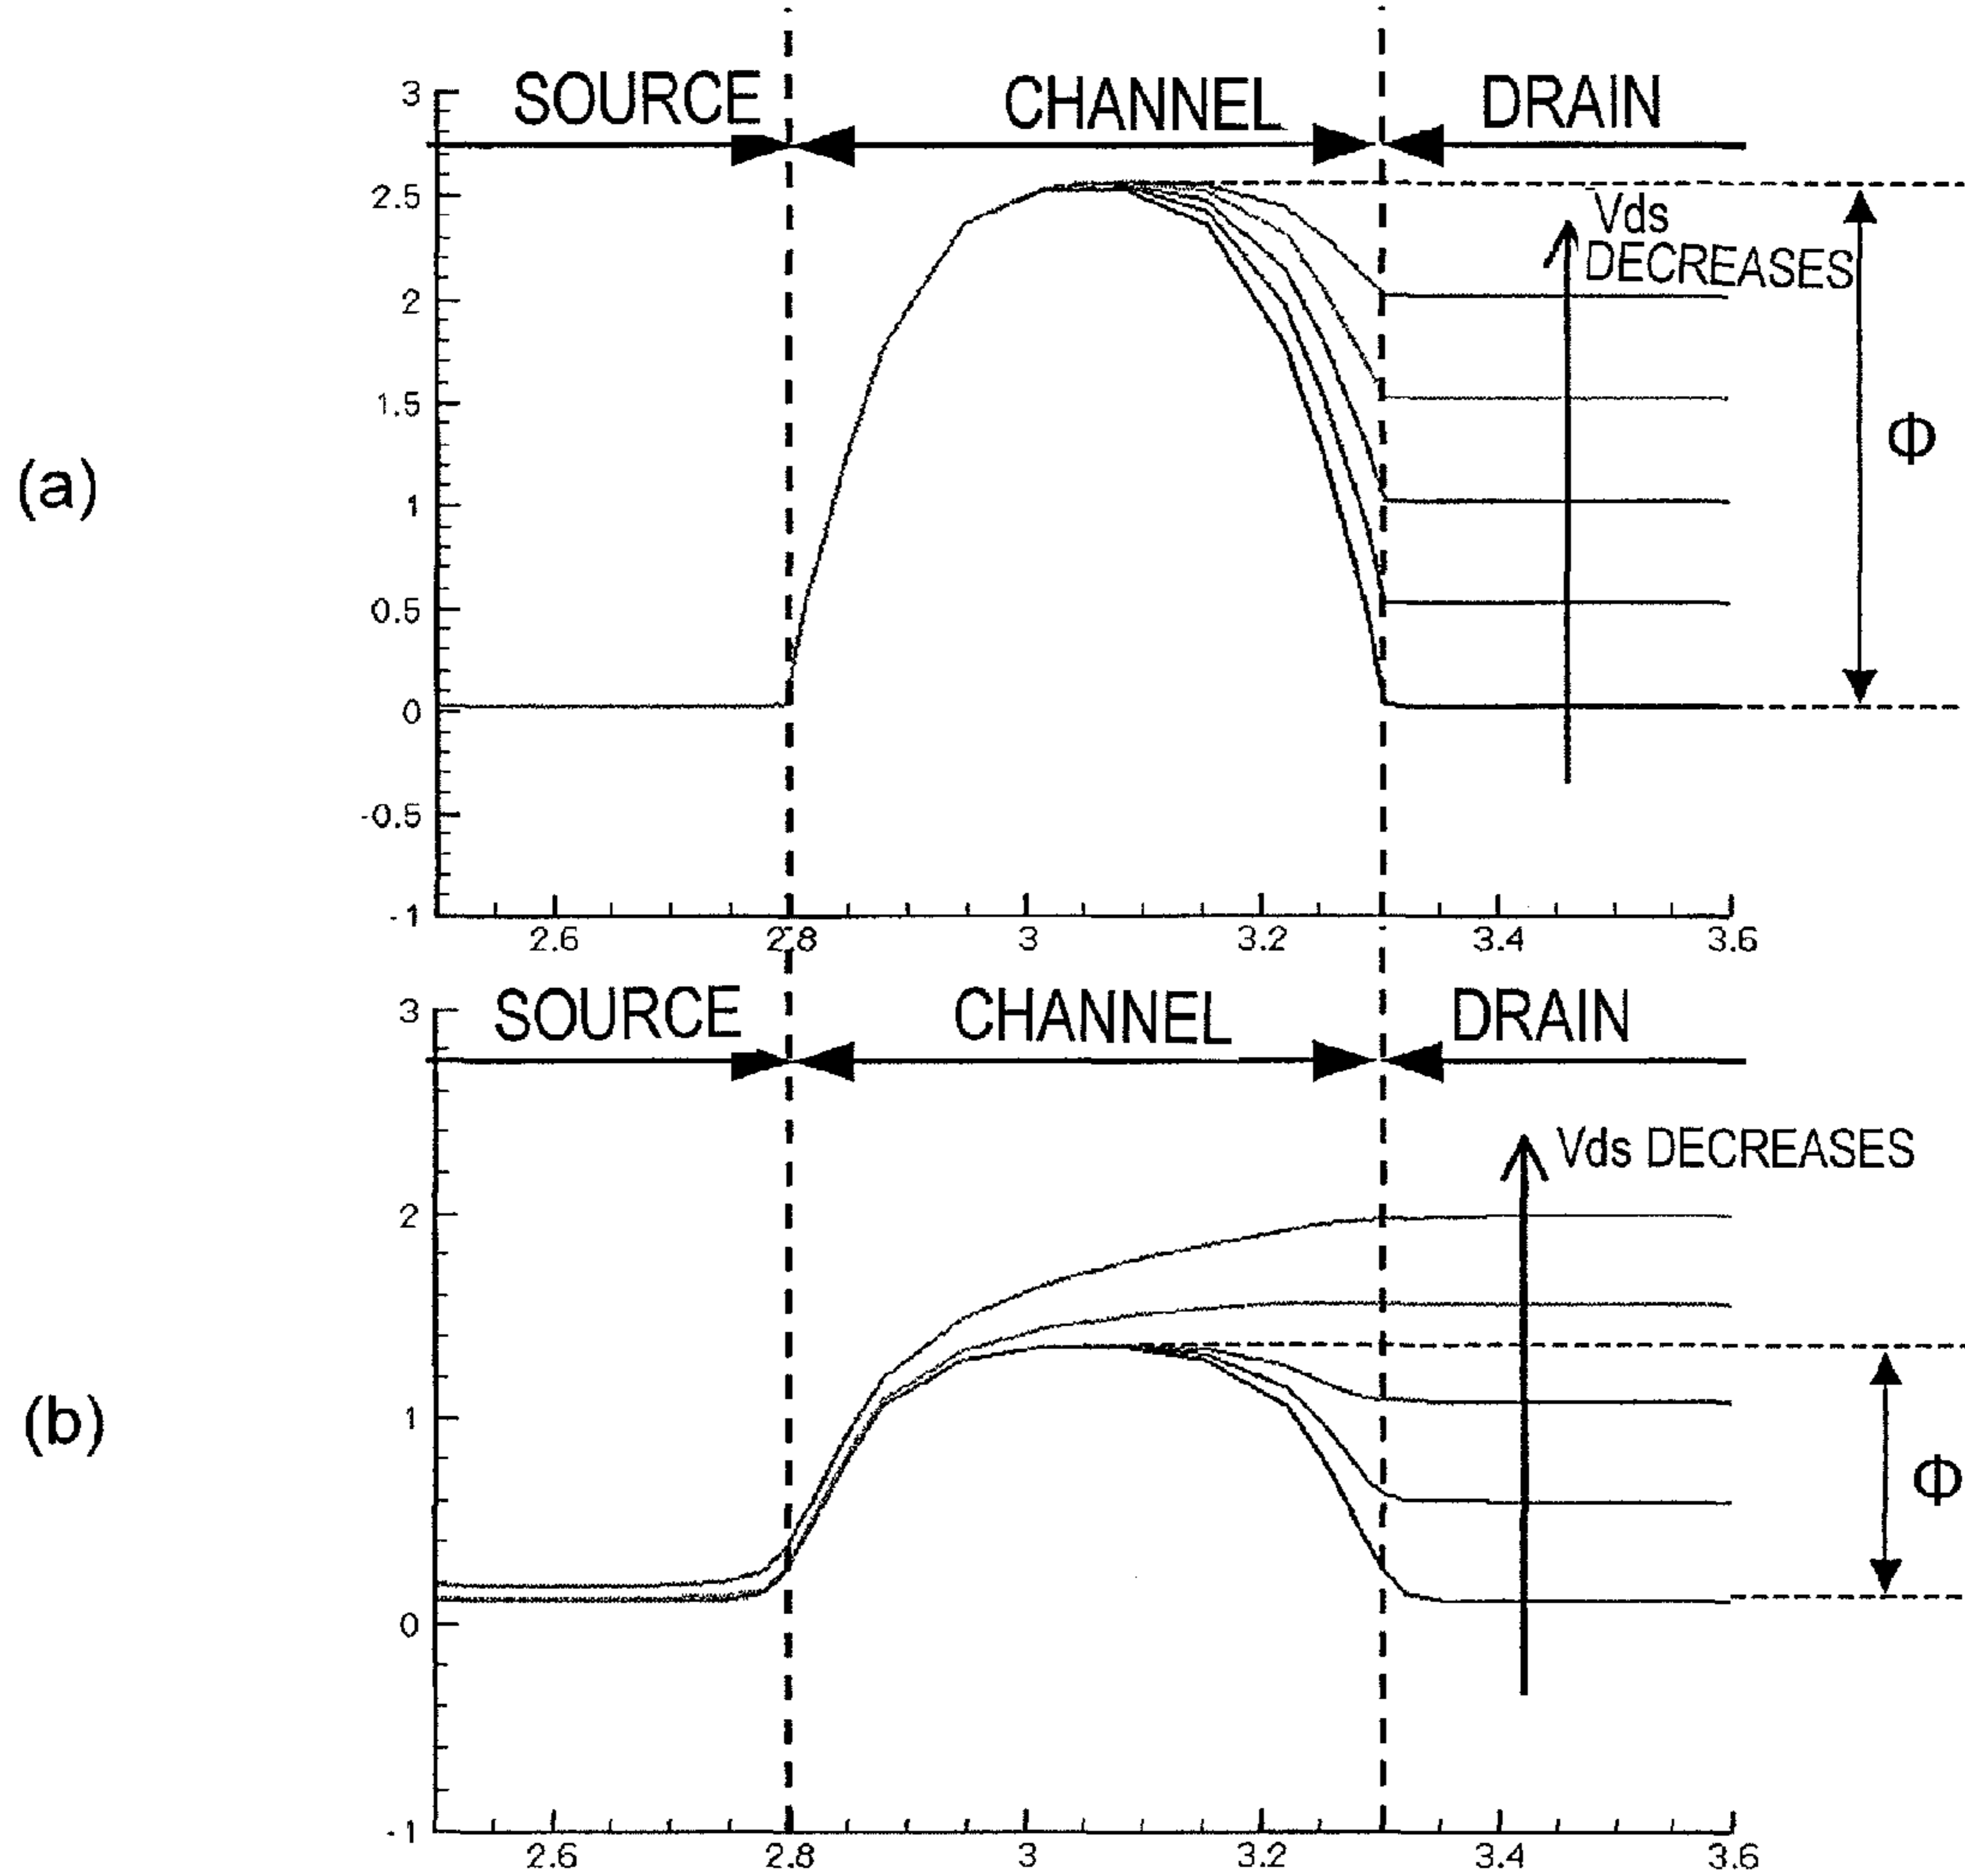 SOURCE CHANNEL DRAIN
3
2.5
2
1.5
1
0.5
0
-0.5
-1
Vds
DECREASES
Φ
(a)
2.6 2.8 3 3.2 3.4 3.6
SOURCE CHANNEL DRAIN
3
2
1
0
-1
Vds DECREASES
Φ
(b)
2.6 2.8 3 3.2 3.4 3.6